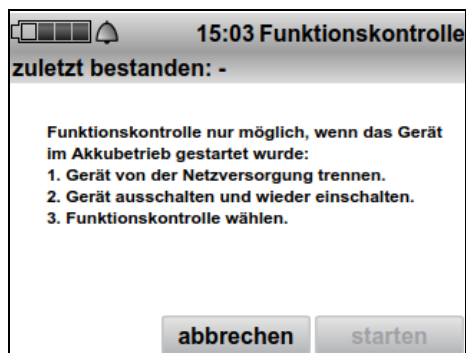 15:03 Funktionskontrolle
zuletzt bestanden: -
Funktionskontrolle nur möglich, wenn das Gerät
im Akkubetrieb gestartet wurde:
1. Gerät von der Netzversorgung trennen.
2. Gerät ausschalten und wieder einschalten.
3. Funktionskontrolle wählen.
abbrechen starten